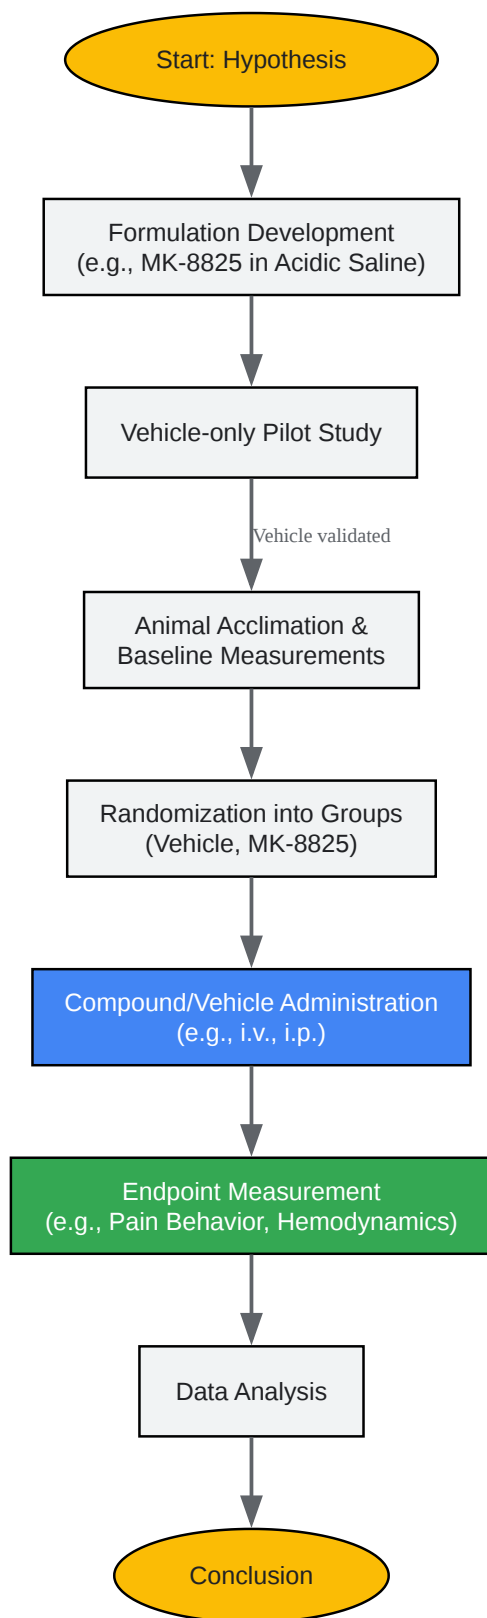 Start: Hypothesis
Formulation Development
(e.g., MK-8825 in Acidic Saline)
Vehicle-only Pilot Study
Vehicle validated
Animal Acclimation &
Baseline Measurements
Randomization into Groups
(Vehicle, MK-8825)
Compound/Vehicle Administration
(e.g., i.v., i.p.)
Endpoint Measurement
(e.g., Pain Behavior, Hemodynamics)
Data Analysis
Conclusion